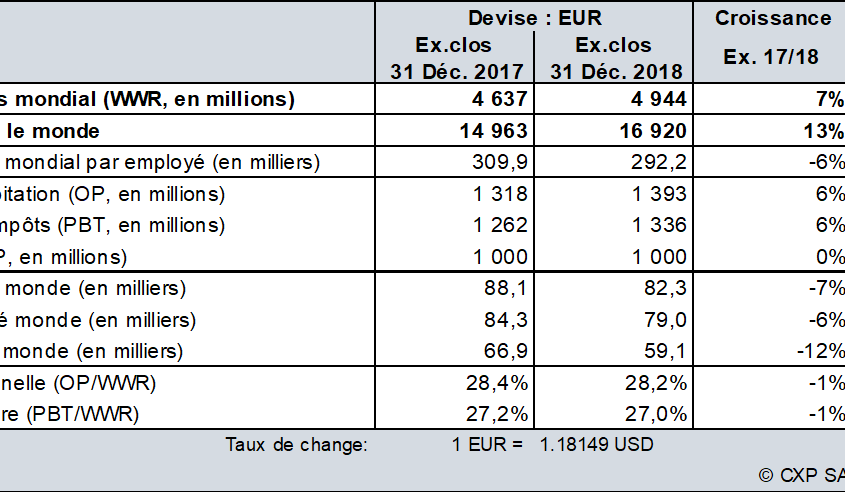 Devise : EUR Croissance
Ex.clos Ex.clos Ex. 17/18
31 Déc. 2017 31 Déc. 2018
s mondial (WWR, en millions) 4 637 4 944 7%
le monde 14 963 16 920 13%
mondial par employé (en milliers) 309,9 292,2 -6%
oitation (OP, en millions) 1 318 1 393 6%
mpôts (PBT, en millions) 1 262 1 336 6%
P, en millions) 1 000 1 000 0%
monde (en milliers) 88,1 82,3 -7%
é monde (en milliers) 84,3 79,0 -6%
monde (en milliers) 66,9 59,1 -12%
nelle (OP/WWR) 28,4% 28,2% -1%
re (PBT/WWR) 27,2% 27,0% -1%
Taux de change: 1 EUR = 1.18149 USD
© CXP SA